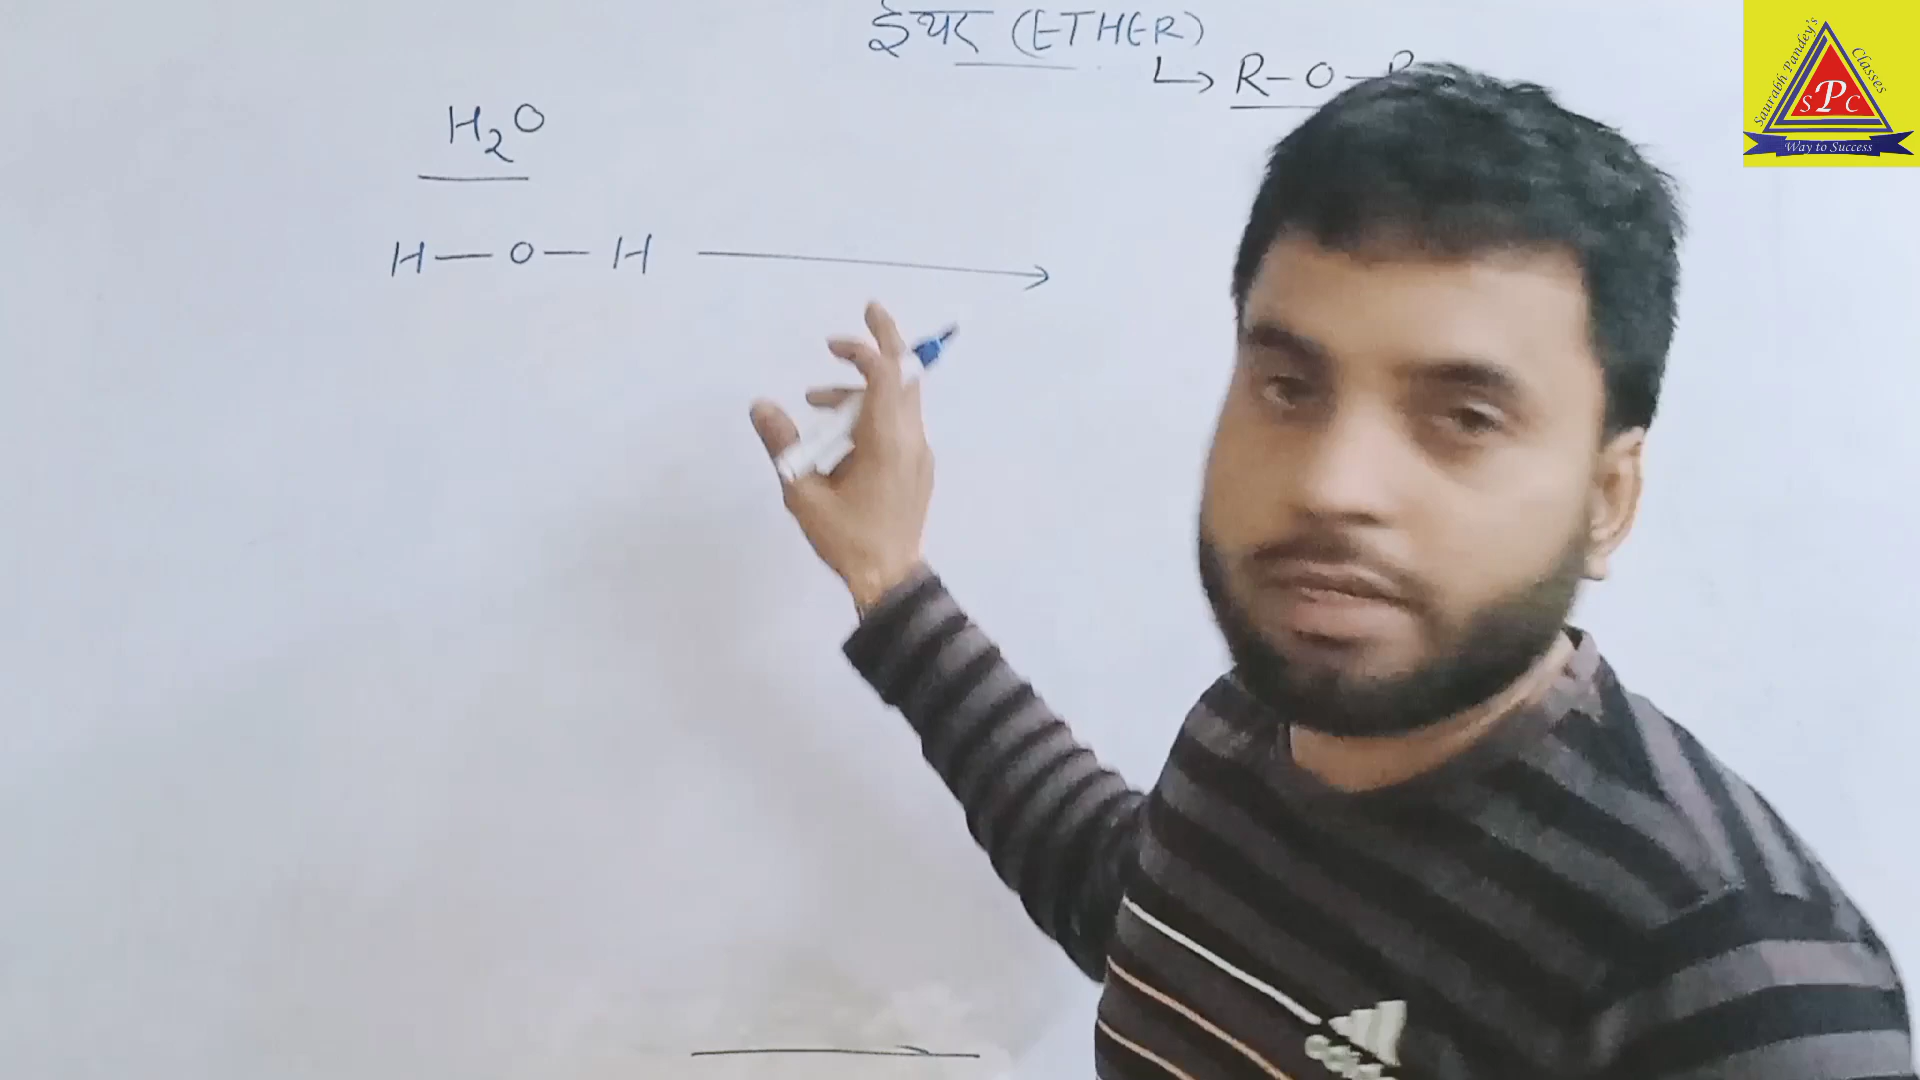 ईथर (ETHER)
↳ R-O-
H₂O
H — O — H ⟶
Saurabh Pandey's Classes
SPC
Way to Success